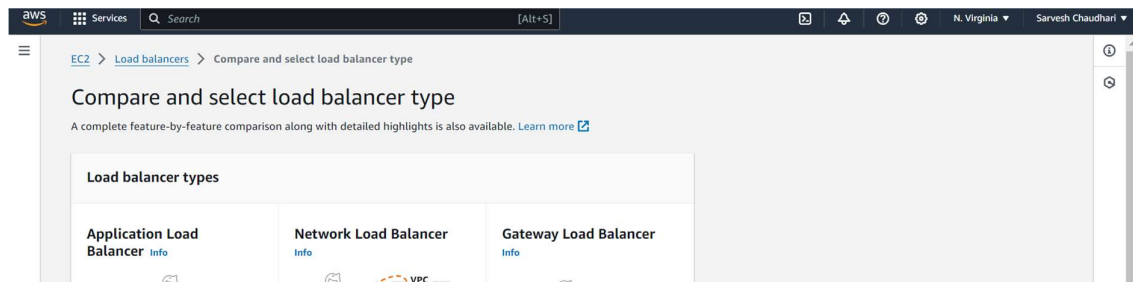 aws Services Search [Alt+S] N. Virginia ▼ Sarvesh Chaudhari ▼
EC2 > Load balancers > Compare and select load balancer type
Compare and select load balancer type
A complete feature-by-feature comparison along with detailed highlights is also available. Learn more
Load balancer types
Application Load Balancer Info
Network Load Balancer Info
Gateway Load Balancer Info
VPC